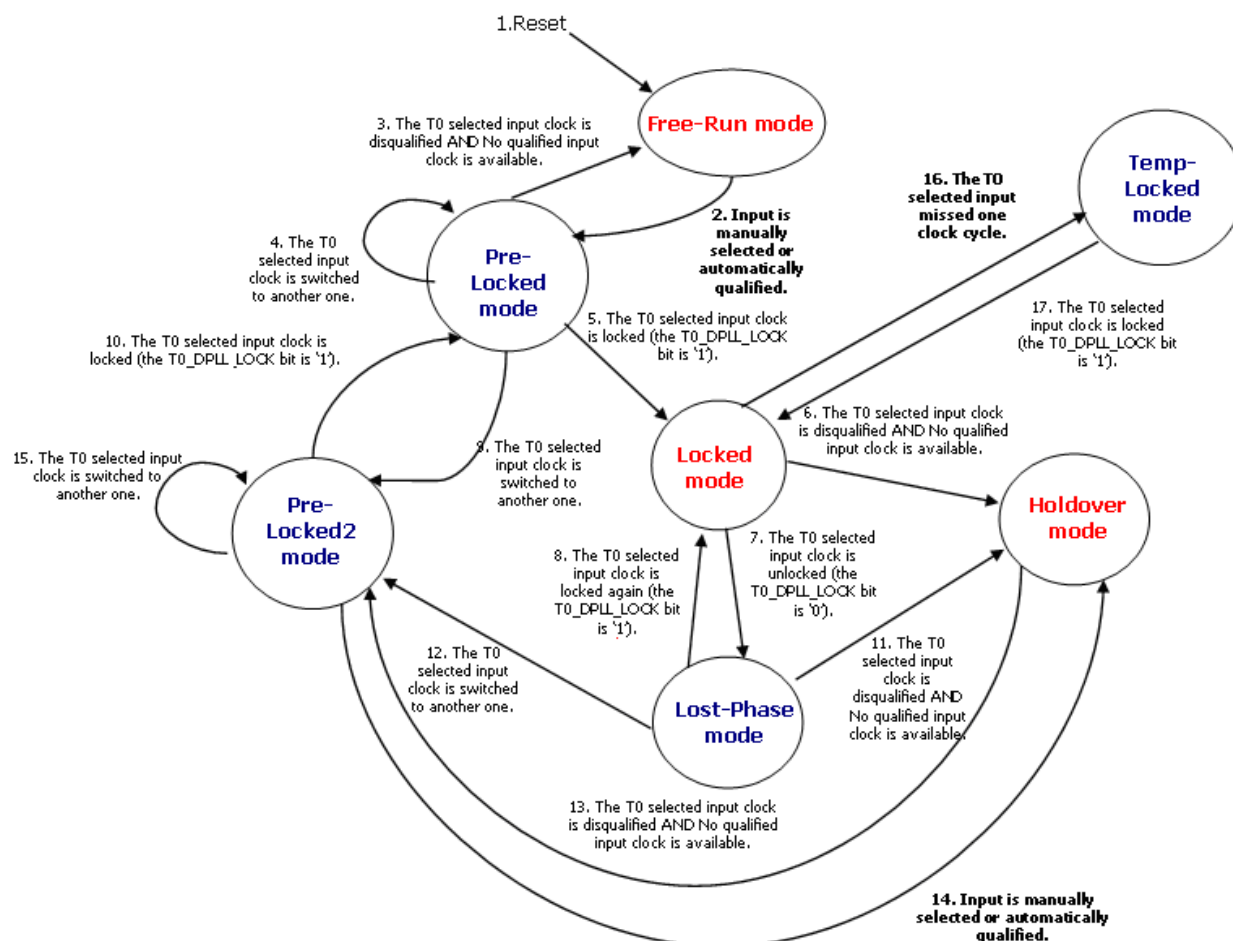 1.Reset
Free-Run mode
3. The T0 selected input clock is
disqualified AND No qualified input
clock is available.
Temp-
Locked
mode
16. The T0
selected input
missed one
clock cycle.
2. Input is
manually
selected or
automatically
qualified.
4. The T0
selected input
clock is switched
to another one.
Pre-
Locked
mode
5. The T0 selected input clock
is locked (the T0_DPLL_LOCK
bit is '1').
17. The T0 selected
input clock is locked
(the T0_DPLL_LOCK
bit is '1').
10. The T0 selected input clock is
locked (the T0_DPLL_LOCK bit is '1').
6. The T0 selected input clock
is disqualified AND No qualified
input clock is available.
9. The T0 selected
input clock is
switched to
another one.
Locked
mode
15. The T0 selected input
clock is switched to
another one.
Pre-
Locked2
mode
Holdover
mode
8. The T0 selected
input clock is
locked again (the
T0_DPLL_LOCK bit
is '1').
7. The T0 selected
input clock is
unlocked (the
T0_DPLL_LOCK bit
is '0').
12. The T0
selected input
clock is switched
to another one.
11. The T0
selected input
clock is
disqualified AND
No qualified input
clock is available.
Lost-Phase
mode
13. The T0 selected input clock
is disqualified AND No qualified
input clock is available.
14. Input is manually
selected or automatically
qualified.